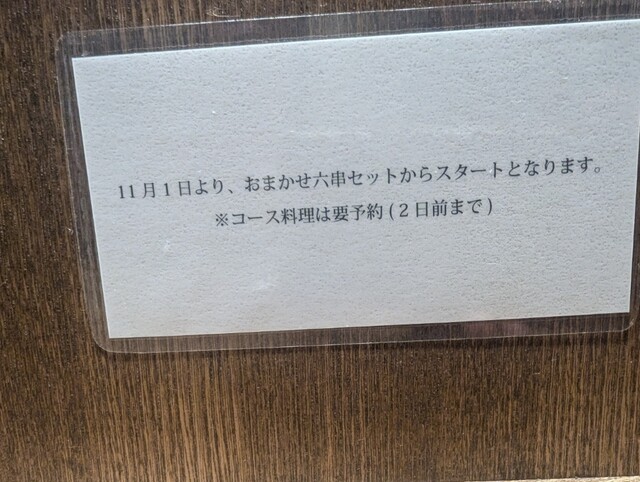 11月1日より、おまかせ六串セットからスタートとなります。
※コース料理は要予約(2日前まで)